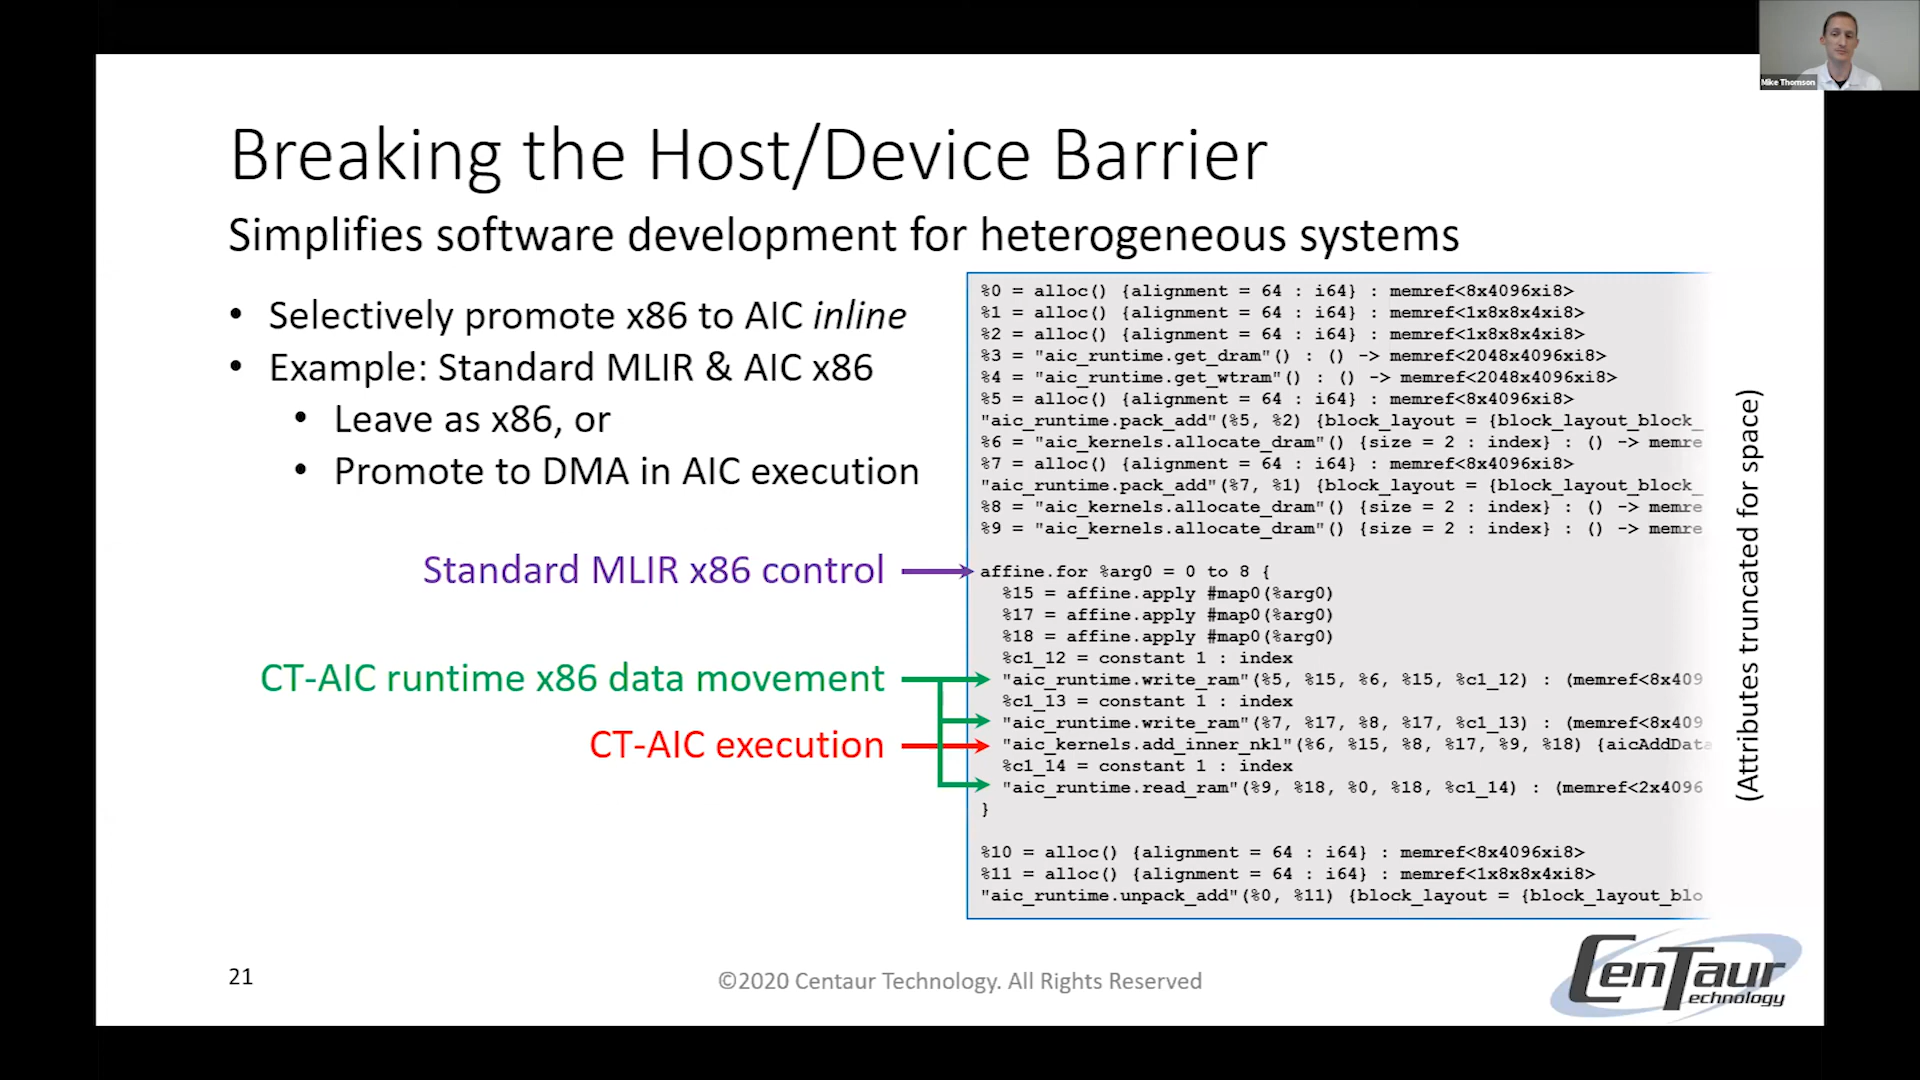 Mike Thomson
Breaking the Host/Device Barrier
Simplifies software development for heterogeneous systems
• Selectively promote x86 to AIC inline
• Example: Standard MLIR & AIC x86
• Leave as x86, or
• Promote to DMA in AIC execution
Standard MLIR x86 control
CT-AIC runtime x86 data movement
CT-AIC execution
%0 = alloc() {alignment = 64 : i64} : memref<8x4096xi8>
%1 = alloc() {alignment = 64 : i64} : memref<1x8x8x4xi8>
%2 = alloc() {alignment = 64 : i64} : memref<1x8x8x4xi8>
%3 = "aic_runtime.get_dram"() : () -> memref<2048x4096xi8>
%4 = "aic_runtime.get_wtram"() : () -> memref<2048x4096xi8>
%5 = alloc() {alignment = 64 : i64} : memref<8x4096xi8>
"aic_runtime.pack_add"(%5, %2) {block_layout = {block_layout_block_
%6 = "aic_kernels.allocate_dram"() {size = 2 : index} : () -> memre
%7 = alloc() {alignment = 64 : i64} : memref<8x4096xi8>
"aic_runtime.pack_add"(%7, %1) {block_layout = {block_layout_block_
%8 = "aic_kernels.allocate_dram"() {size = 2 : index} : () -> memre
%9 = "aic_kernels.allocate_dram"() {size = 2 : index} : () -> memre
affine.for %arg0 = 0 to 8 {
%15 = affine.apply #map0(%arg0)
%17 = affine.apply #map0(%arg0)
%18 = affine.apply #map0(%arg0)
%c1_12 = constant 1 : index
"aic_runtime.write_ram"(%5, %15, %6, %15, %c1_12) : (memref<8x409
%c1_13 = constant 1 : index
"aic_runtime.write_ram"(%7, %17, %8, %17, %c1_13) : (memref<8x409
"aic_kernels.add_inner_nkl"(%6, %15, %8, %17, %9, %18) {aicAddData
%c1_14 = constant 1 : index
"aic_runtime.read_ram"(%9, %18, %0, %18, %c1_14) : (memref<2x4096
}
%10 = alloc() {alignment = 64 : i64} : memref<8x4096xi8>
%11 = alloc() {alignment = 64 : i64} : memref<1x8x8x4xi8>
"aic_runtime.unpack_add"(%0, %11) {block_layout = {block_layout_blo
(Attributes truncated for space)
21
©2020 Centaur Technology. All Rights Reserved
CenTaur
Technology